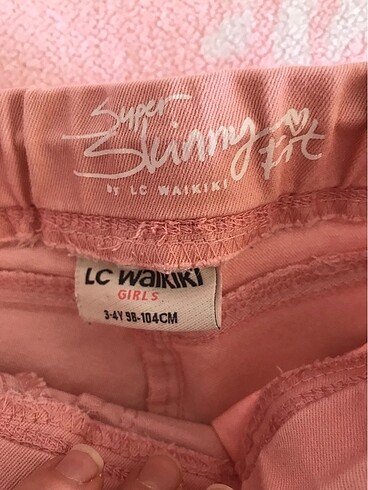 Super
Skinny Fit
BY LC WAIKIKI
LC WAIKIKI
GIRLS
3-4Y 98-104CM